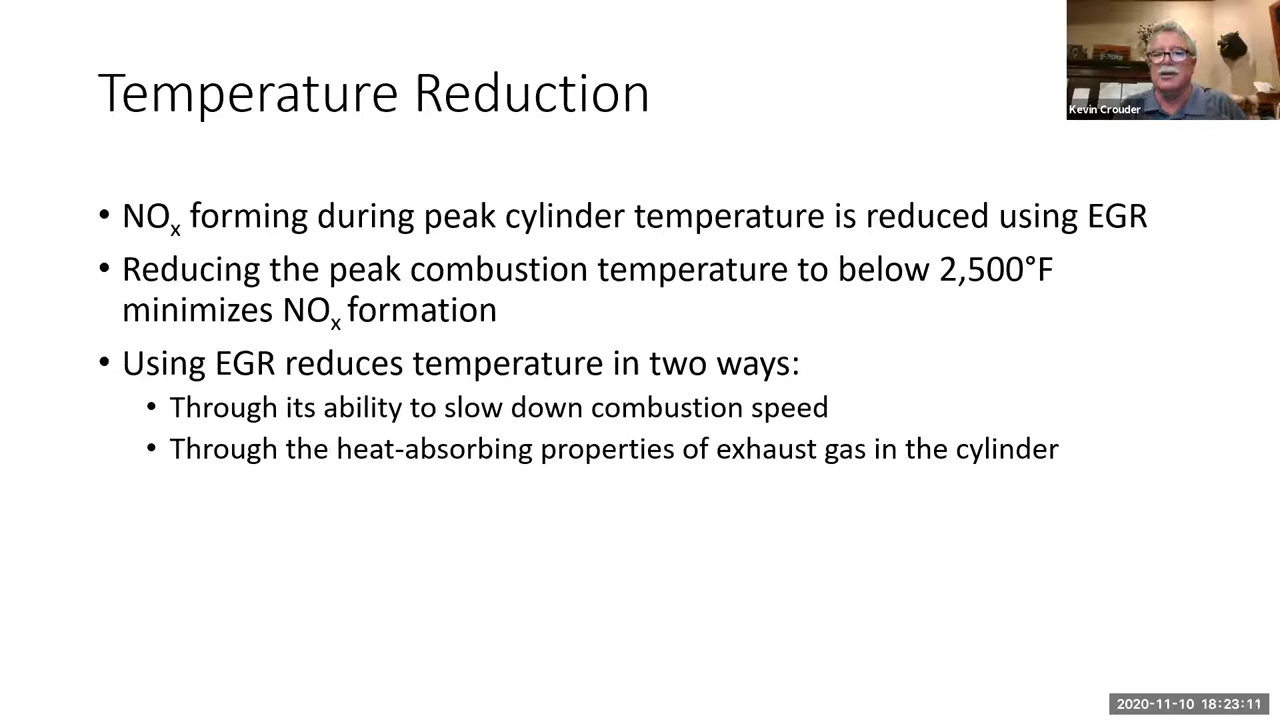 Temperature Reduction
Kevin Crouder
• NOₓ forming during peak cylinder temperature is reduced using EGR
• Reducing the peak combustion temperature to below 2,500°F
minimizes NOₓ formation
• Using EGR reduces temperature in two ways:
• Through its ability to slow down combustion speed
• Through the heat-absorbing properties of exhaust gas in the cylinder
2020-11-10 18:23:11